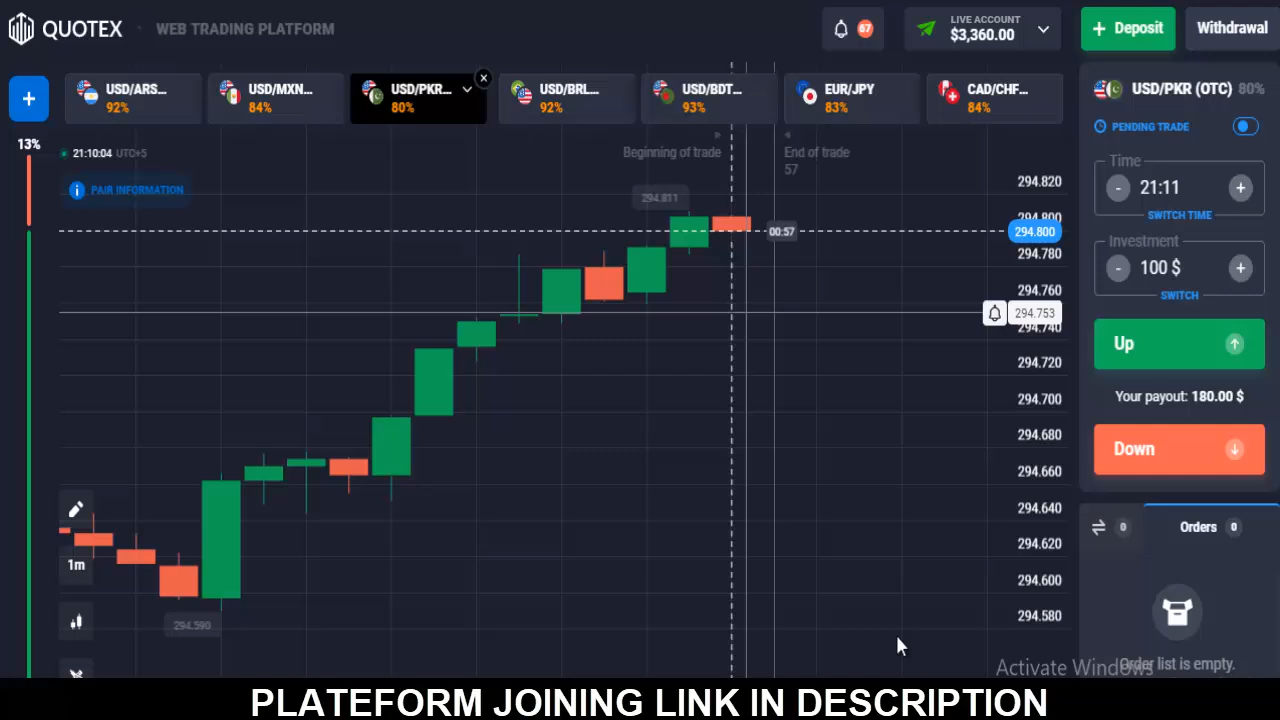 QUOTEX
WEB TRADING PLATFORM
67
LIVE ACCOUNT
$3,360.00
+ Deposit
Withdrawal
+
USD/ARS...
92%
USD/MXN...
84%
USD/PKR...
80%
USD/BRL...
92%
USD/BDT...
93%
EUR/JPY
83%
CAD/CHF...
84%
13%
21:10:04 UTC+5
PAIR INFORMATION
Beginning of trade
End of trade
57
294.811
00:57
294.590
294.820
294.800
294.800
294.780
294.760
294.753
294.740
294.720
294.700
294.680
294.660
294.640
294.620
294.600
294.580
1m
USD/PKR (OTC) 80%
PENDING TRADE
Time
- 21:11 +
SWITCH TIME
Investment
- 100 $ +
SWITCH
Up
Your payout: 180.00 $
Down
0
Orders 0
Order list is empty.
Activate Windows
PLATEFORM JOINING LINK IN DESCRIPTION